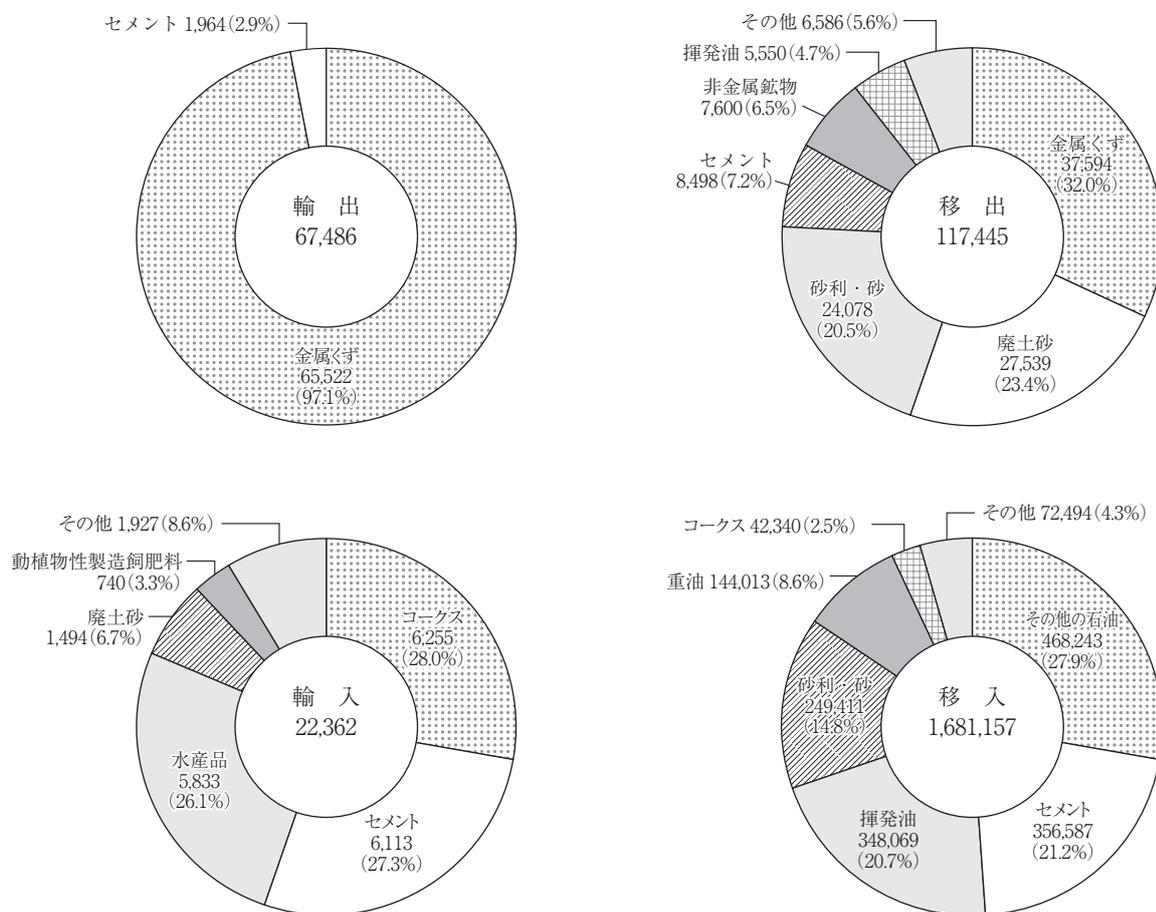 セメント 1,964(2.9%)
輸 出
67,486
金属くず
65,522
(97.1%)
その他 6,586(5.6%)
揮発油 5,550(4.7%)
非金属鉱物
7,600(6.5%)
セメント
8,498(7.2%)
金属くず
37,594
(32.0%)
移 出
117,445
砂利・砂
24,078
(20.5%)
廃土砂
27,539
(23.4%)
その他 1,927(8.6%)
動植物性製造飼肥料
740(3.3%)
廃土砂
1,494(6.7%)
コークス
6,255
(28.0%)
輸 入
22,362
水産品
5,833
(26.1%)
セメント
6,113
(27.3%)
コークス 42,340(2.5%)
その他 72,494(4.3%)
重油 144,013(8.6%)
その他の石油
468,243
(27.9%)
砂利・砂
249,411
(14.8%)
移 入
1,681,157
揮発油
348,069
(20.7%)
セメント
356,587
(21.2%)